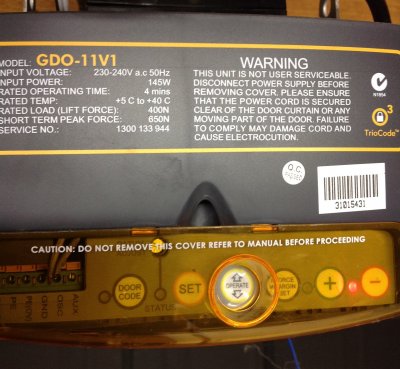 MODEL: GDO-11V1
INPUT VOLTAGE: 230-240V a.c 50Hz
INPUT POWER: 145W
RATED OPERATING TIME: 4 mins
RATED TEMP: +5 C to +40 C
RATED LOAD (LIFT FORCE): 400N
SHORT TERM PEAK FORCE: 650N
SERVICE NO.: 1300 133 944
WARNING
THIS UNIT IS NOT USER SERVICEABLE.
DISCONNECT POWER SUPPLY BEFORE
REMOVING COVER. PLEASE ENSURE
THAT THE POWER CORD IS SECURED
CLEAR OF THE DOOR CURTAIN OR ANY
MOVING PART OF THE DOOR. FAILURE
TO COMPLY MAY DAMAGE CORD AND
CAUSE ELECTROCUTION.
N1694
3
TrioCode™
Q.C.
31015431
CAUTION: DO NOT REMOVE THIS COVER REFER TO MANUAL BEFORE PROCEEDING
PE
GND
OSC
AUX
DOOR
CODE
STATUS
SET
OPERATE
FORCE
MARGIN
SET
+
-